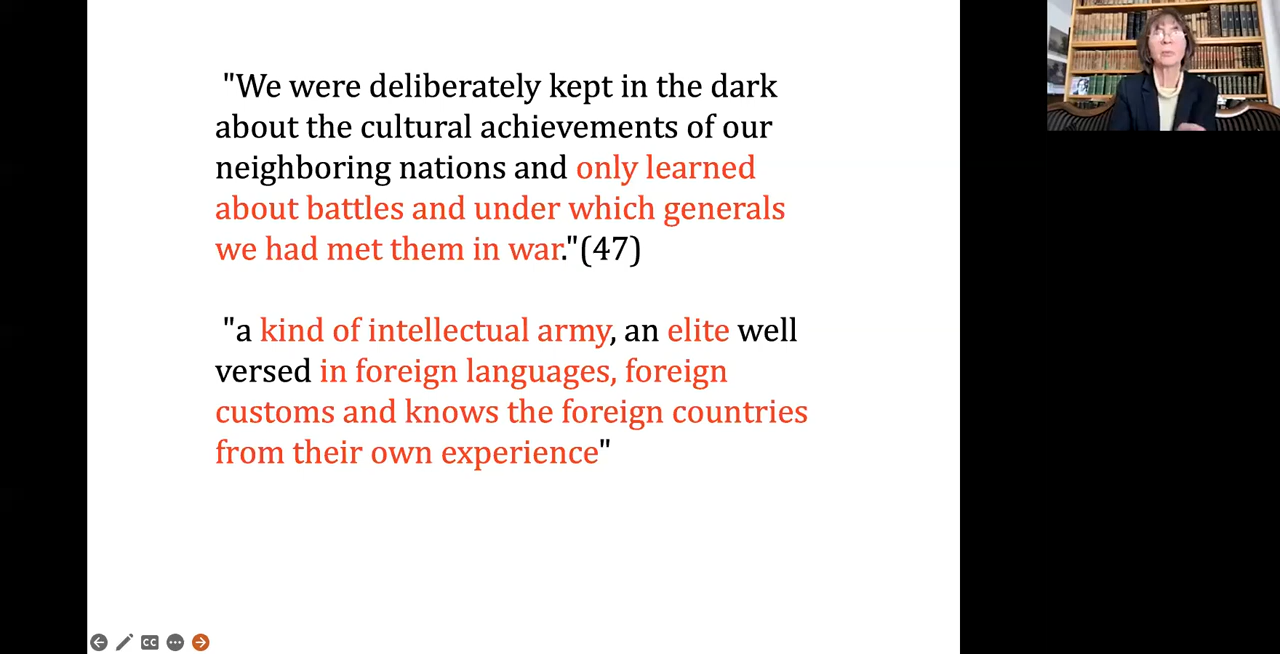 "We were deliberately kept in the dark
about the cultural achievements of our
neighboring nations and only learned
about battles and under which generals
we had met them in war."(47)
"a kind of intellectual army, an elite well
versed in foreign languages, foreign
customs and knows the foreign countries
from their own experience"
CC